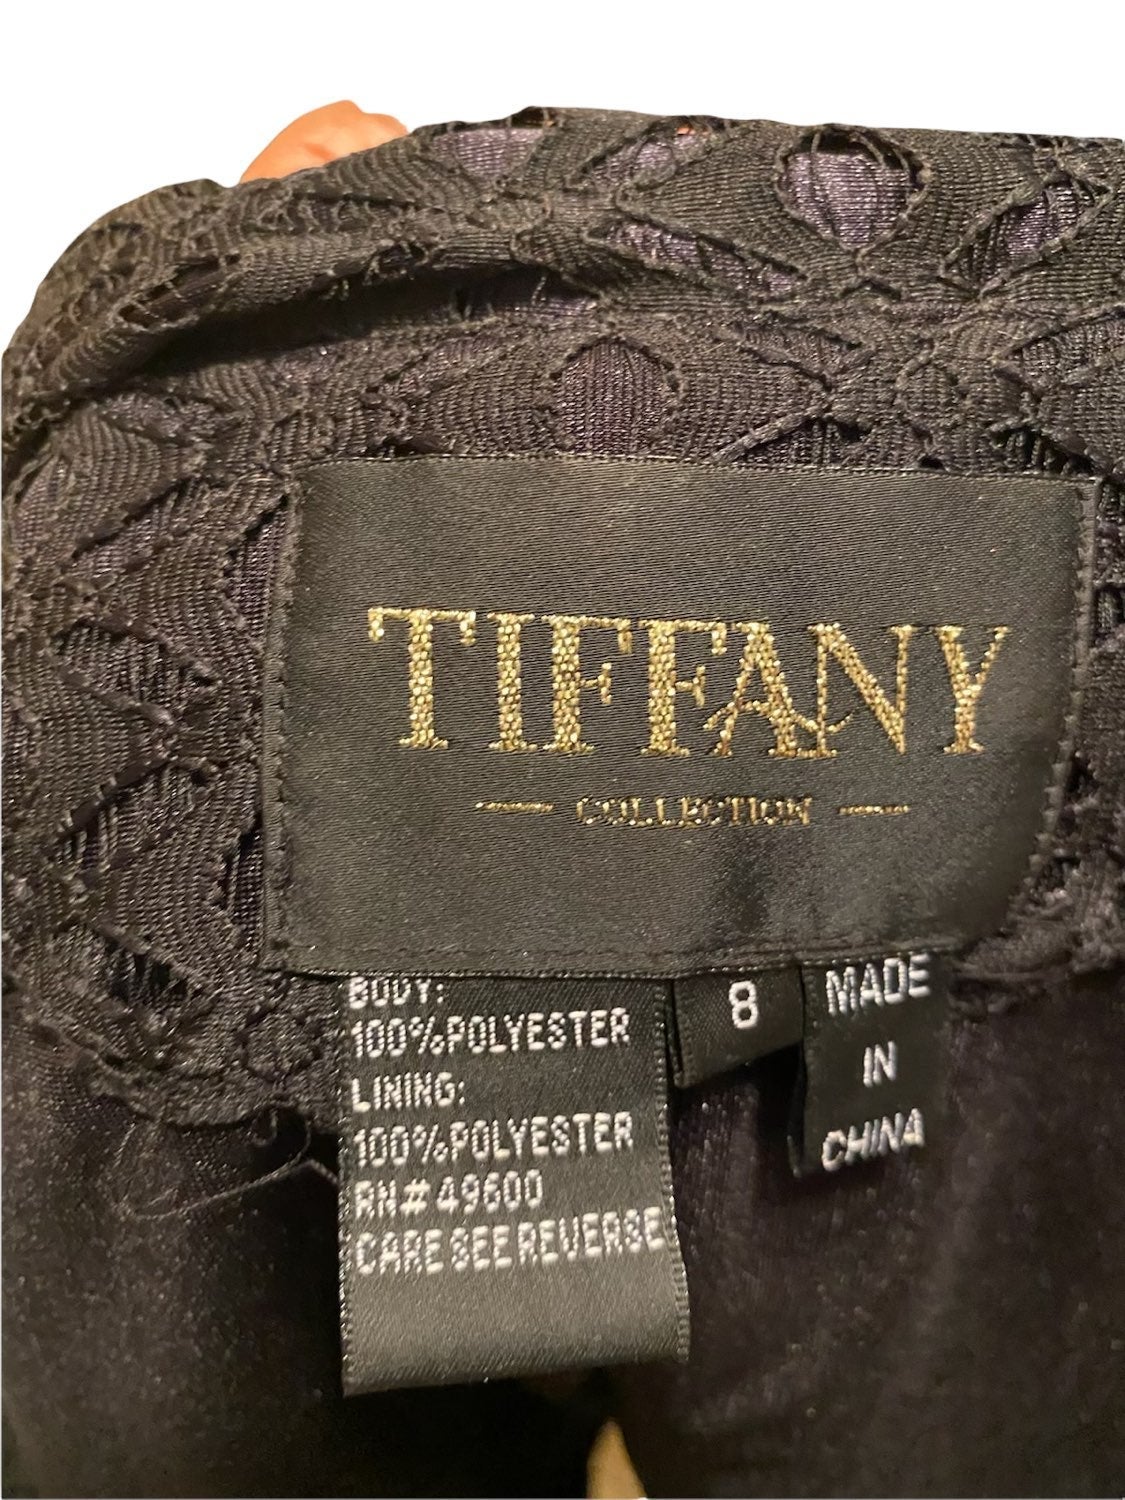 TIFFANY
COLLECTION
BODY:
100%POLYESTER
LINING:
100%POLYESTER
RN#49600
CARE SEE REVERSE
8
MADE
IN
CHINA